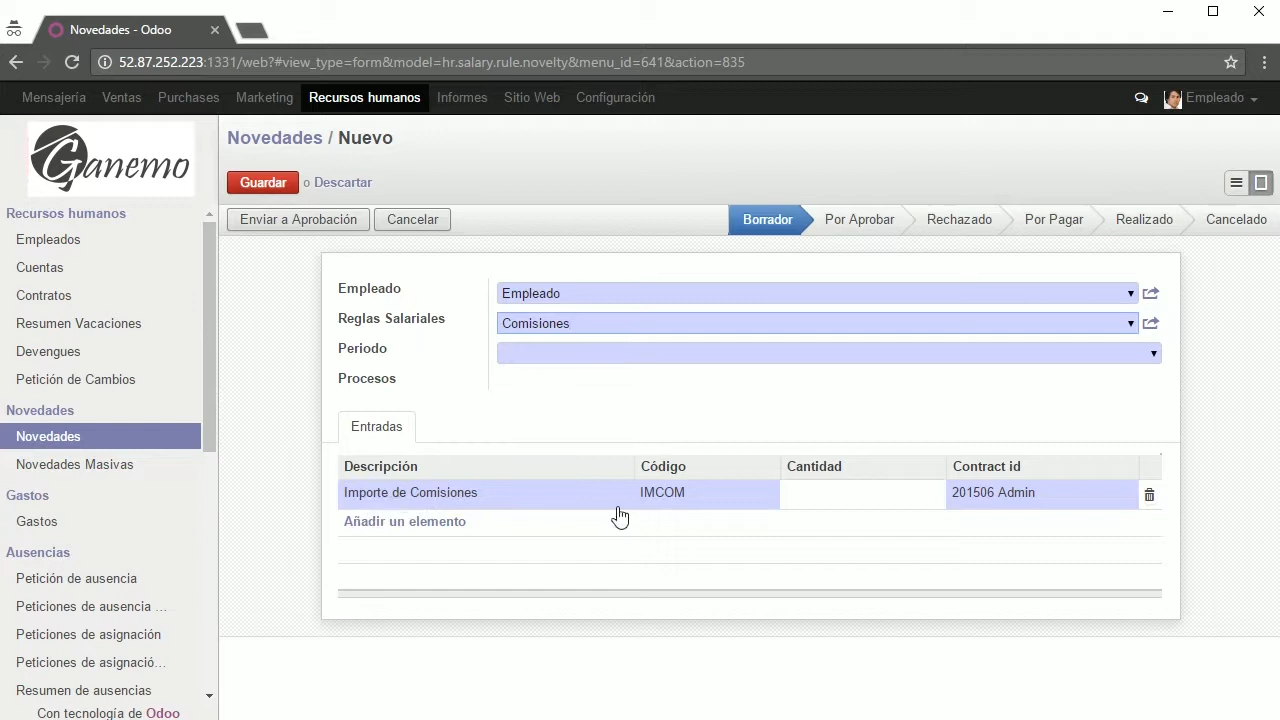 Novedades - Odoo
52.87.252.223:1331/web?#view_type=form&model=hr.salary.rule.novelty&menu_id=641&action=835
Mensajería Ventas Purchases Marketing Recursos humanos Informes Sitio Web Configuración Empleado
Ganemo
Novedades / Nuevo
Guardar o Descartar
Enviar a Aprobación Cancelar Borrador Por Aprobar Rechazado Por Pagar Realizado Cancelado
Recursos humanos
Empleados
Cuentas
Contratos
Resumen Vacaciones
Devengues
Petición de Cambios
Novedades
Novedades
Novedades Masivas
Gastos
Gastos
Ausencias
Petición de ausencia
Peticiones de ausencia ...
Peticiones de asignación
Peticiones de asignació...
Resumen de ausencias
Con tecnología de Odoo
Empleado Empleado
Reglas Salariales Comisiones
Periodo
Procesos
Entradas
Descripción Código Cantidad Contract id
Importe de Comisiones IMCOM 201506 Admin
Añadir un elemento